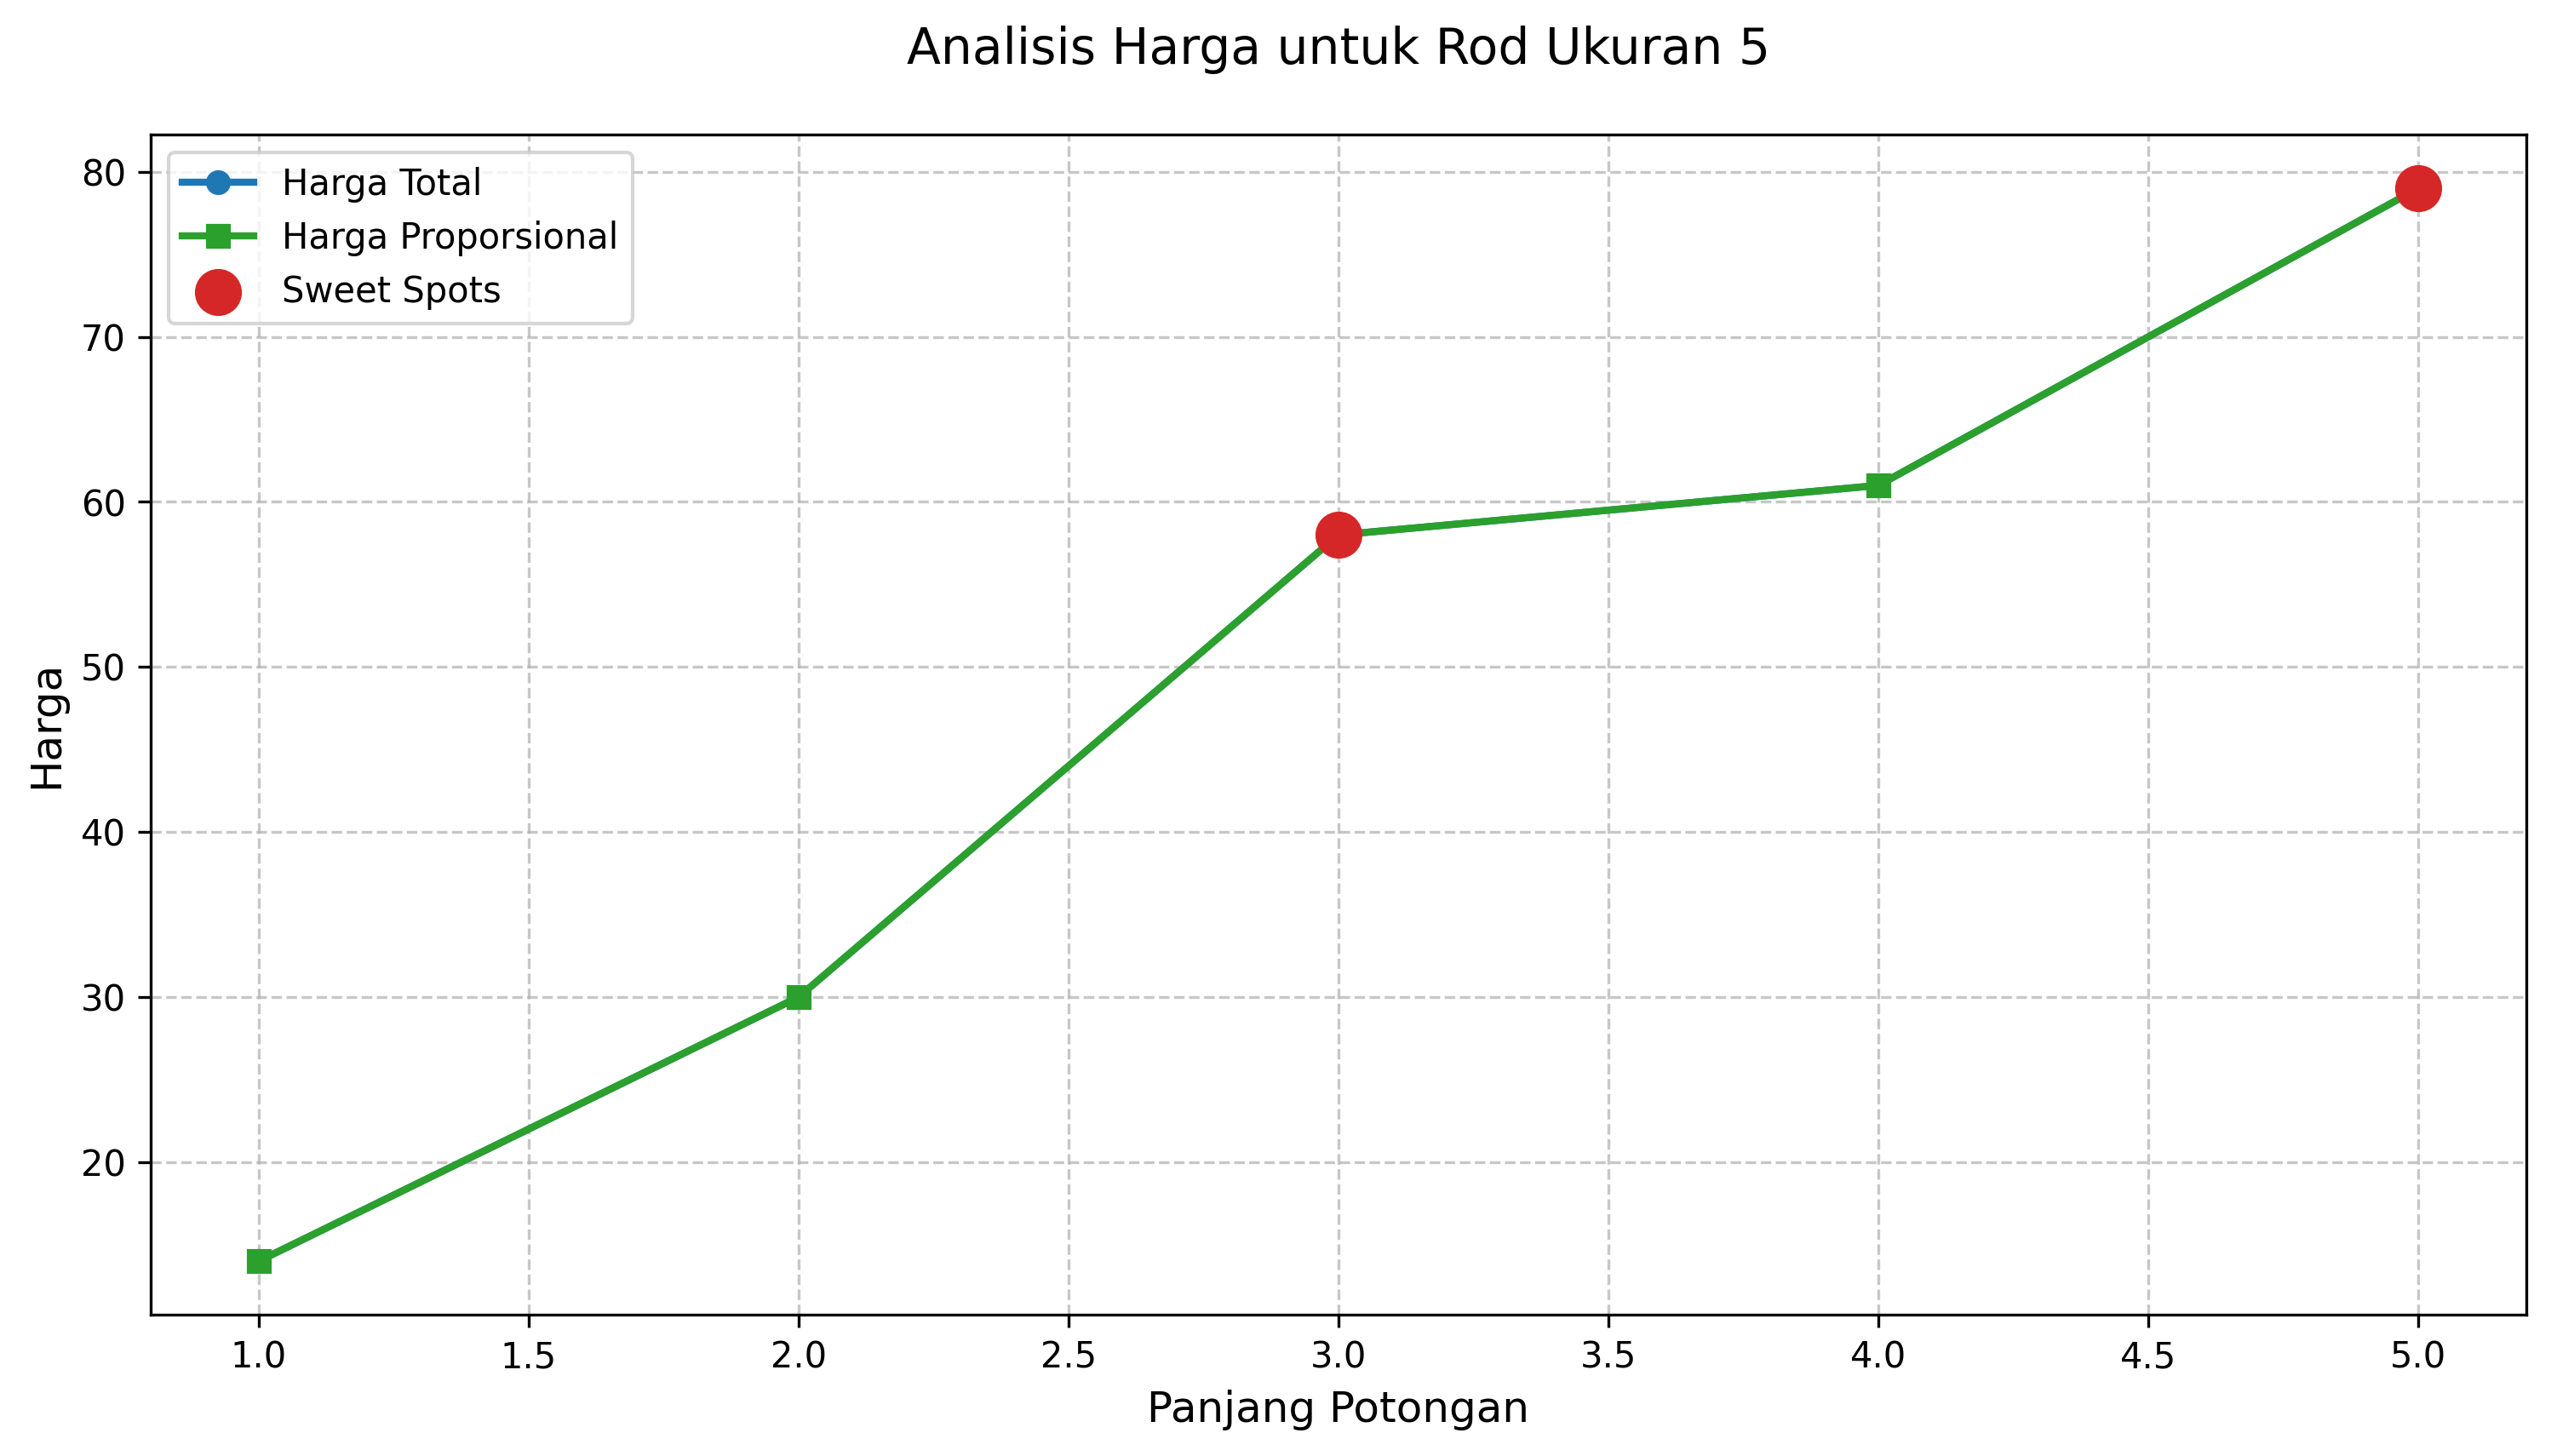 Analisis Harga untuk Rod Ukuran 5
Harga Total
Harga Proporsional
Sweet Spots
Harga
80
70
60
50
40
30
20
1.0 1.5 2.0 2.5 3.0 3.5 4.0 4.5 5.0
Panjang Potongan